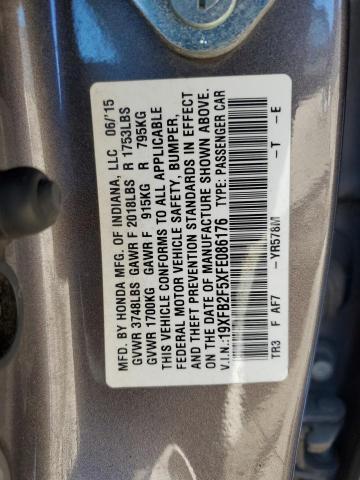 MFD. BY HONDA MFG. OF INDIANA, LLC 06/'15
GVWR 3748LBS GAWR F 2018LBS R 1753LBS
GVWR 1700KG GAWR F 915KG R 795KG
THIS VEHICLE CONFORMS TO ALL APPLICABLE
FEDERAL MOTOR VEHICLE SAFETY, BUMPER,
AND THEFT PREVENTION STANDARDS IN EFFECT
ON THE DATE OF MANUFACTURE SHOWN ABOVE.
V.I.N.:19XFB2F5XFE086176 TYPE: PASSENGER CAR
TR3 F AF7 —YR578M —T —E